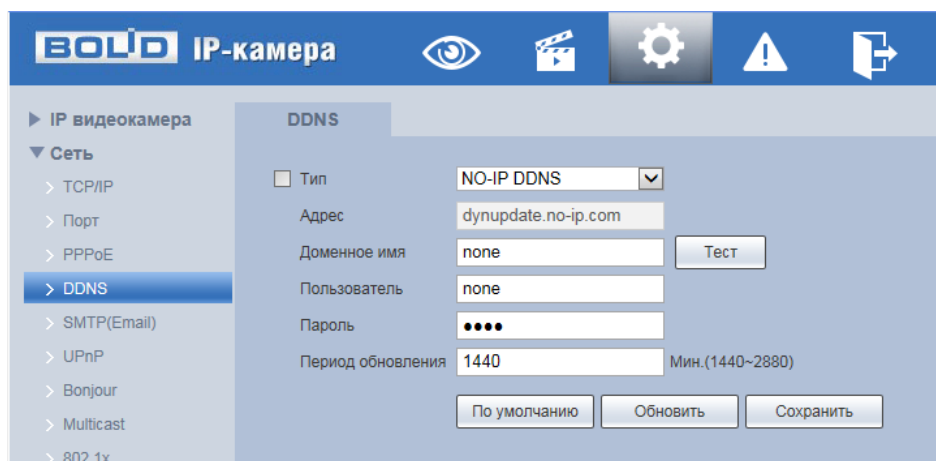 BOLID IP-камера
IP видеокамера
Сеть
TCP/IP
Порт
PPPoE
DDNS
SMTP(Email)
UPnP
Bonjour
Multicast
802.1x
DDNS
Тип NO-IP DDNS
Адрес dynupdate.no-ip.com
Доменное имя none Тест
Пользователь none
Пароль ●●●●
Период обновления 1440 Мин.(1440~2880)
По умолчанию Обновить Сохранить